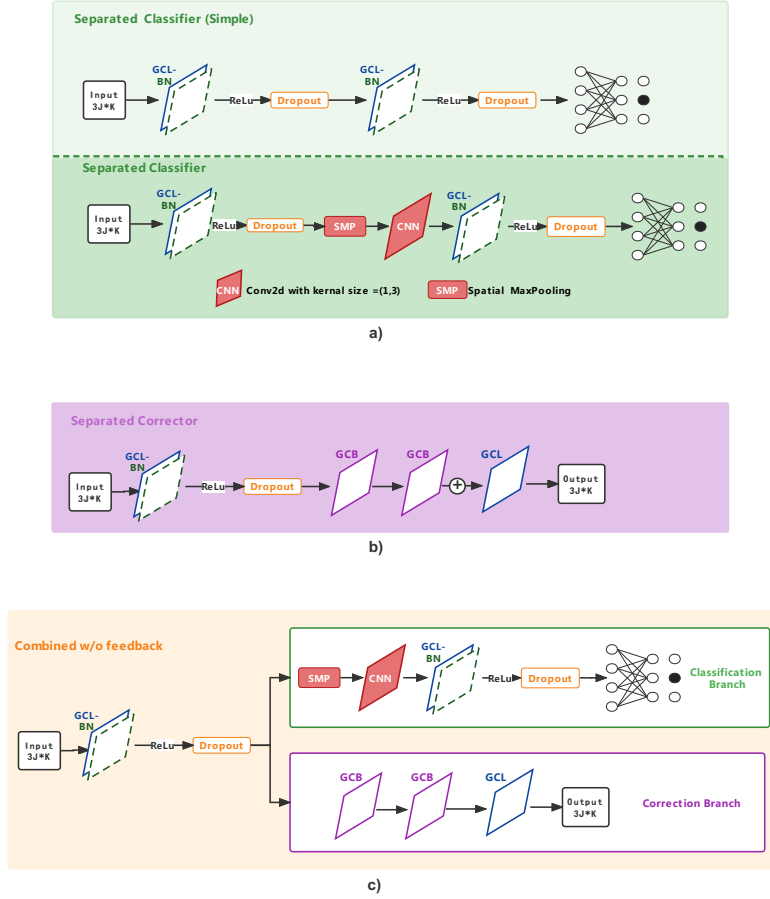 Separated Classifier (Simple)
GCL-
BN
GCL-
BN
Input
3J*K
ReLu
Dropout
ReLu
Dropout
Separated Classifier
GCL-
BN
GCL-
BN
Input
3J*K
ReLu
Dropout
SMP
CNN
ReLu
Dropout
CNN
Conv2d with kernal size =(1,3)
SMP
Spatial MaxPooling
a)
Separated Corrector
GCL-
BN
GCB
GCB
GCL
Input
3J*K
ReLu
Dropout
+
Output
3J*K
b)
Combined w/o feedback
GCL-
BN
Input
3J*K
ReLu
Dropout
SMP
CNN
GCL-
BN
ReLu
Dropout
Classification
Branch
GCB
GCB
GCL
Output
3J*K
Correction Branch
c)